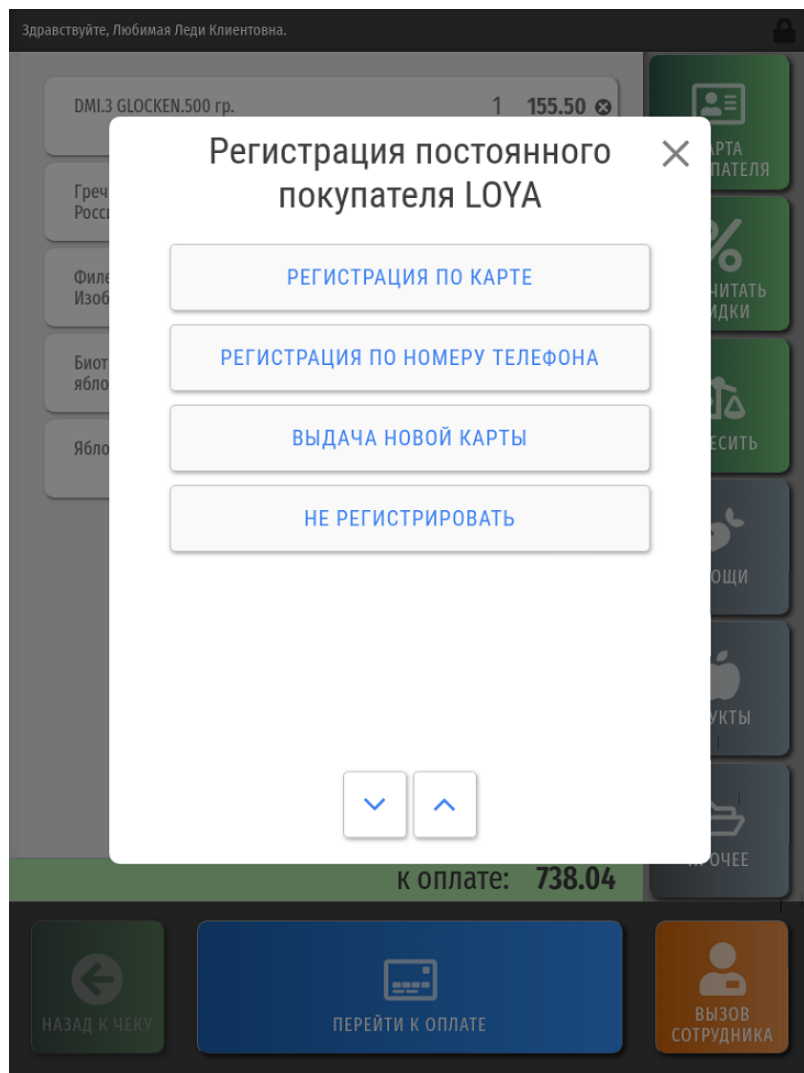 Здравствуйте, Любимая Леди Клиентовна.
DMI.3 GLOCKEN.500 гр. 1 155.50
Регистрация постоянного
покупателя LOYA
РЕГИСТРАЦИЯ ПО КАРТЕ
РЕГИСТРАЦИЯ ПО НОМЕРУ ТЕЛЕФОНА
ВЫДАЧА НОВОЙ КАРТЫ
НЕ РЕГИСТРИРОВАТЬ
к оплате: 738.04
НАЗАД К ЧЕКУ
ПЕРЕЙТИ К ОПЛАТЕ
ВЫЗОВ
СОТРУДНИКА